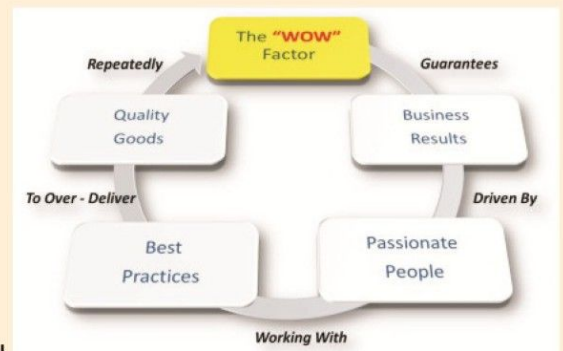 The "WOW"
Factor
Guarantees
Business
Results
Driven By
Passionate
People
Working With
Best
Practices
To Over - Deliver
Quality
Goods
Repeatedly